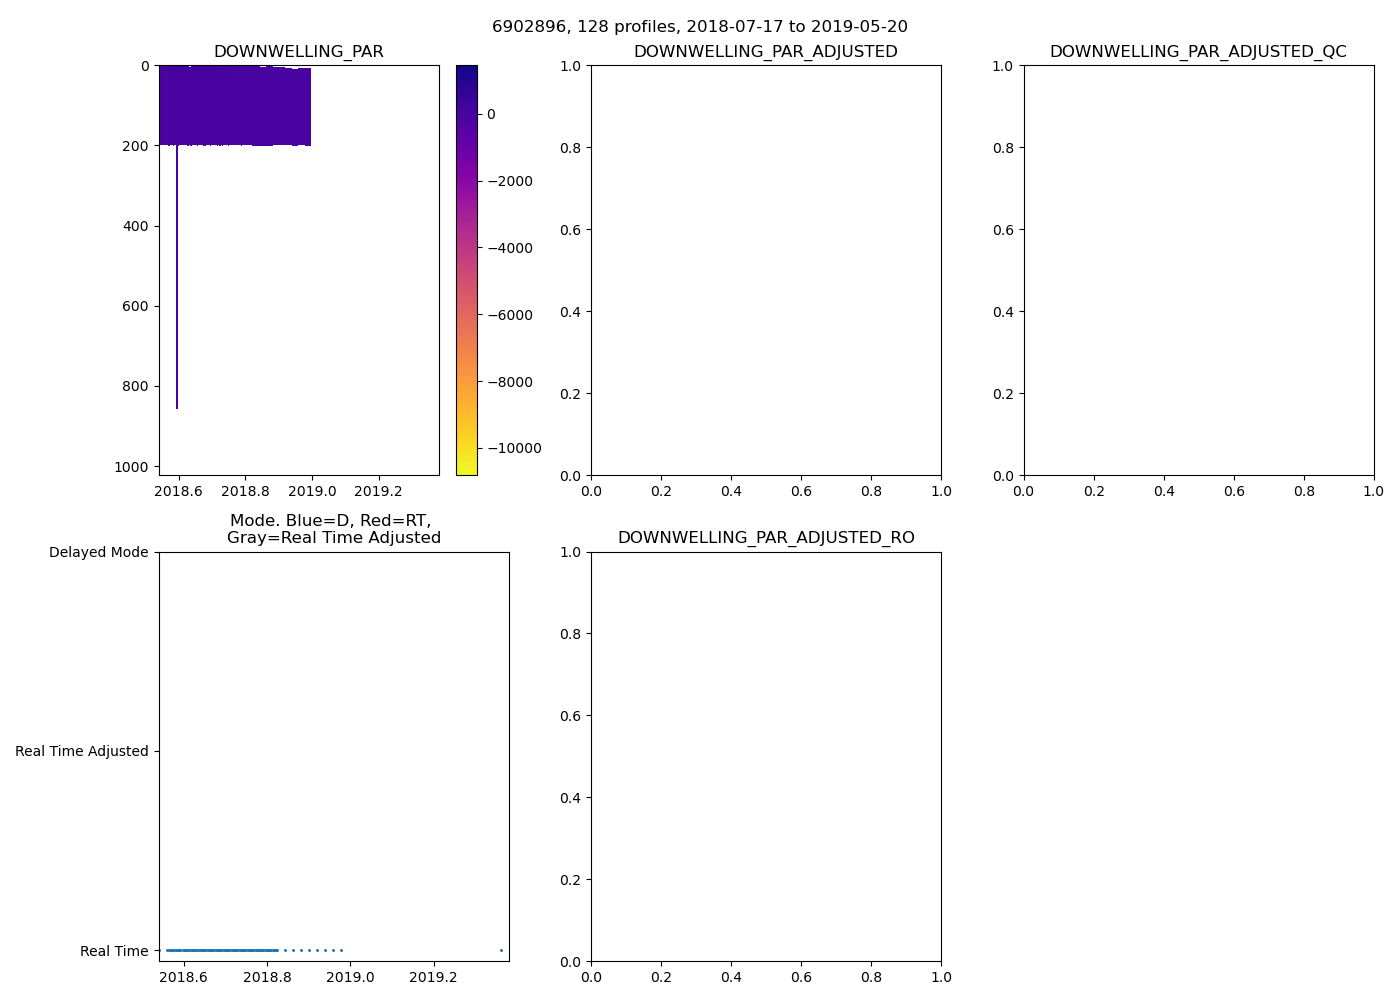 6902896, 128 profiles, 2018-07-17 to 2019-05-20
DOWNWELLING_PAR
0
200
400
600
800
1000
2018.6 2018.8 2019.0 2019.2
0
−2000
−4000
−6000
−8000
−10000
DOWNWELLING_PAR_ADJUSTED
1.0
0.8
0.6
0.4
0.2
0.0
0.0 0.2 0.4 0.6 0.8 1.0
DOWNWELLING_PAR_ADJUSTED_QC
1.0
0.8
0.6
0.4
0.2
0.0
0.0 0.2 0.4 0.6 0.8 1.0
Mode. Blue=D, Red=RT,
Gray=Real Time Adjusted
Delayed Mode
Real Time Adjusted
Real Time
2018.6 2018.8 2019.0 2019.2
DOWNWELLING_PAR_ADJUSTED_RO
1.0
0.8
0.6
0.4
0.2
0.0
0.0 0.2 0.4 0.6 0.8 1.0